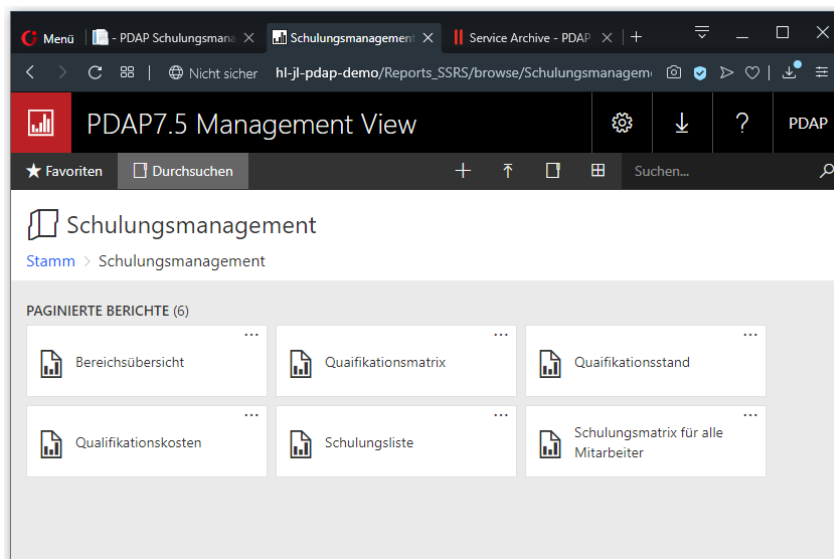 Menü
- PDAP Schulungsmana
Schulungsmanagement
Service Archive - PDAP
Nicht sicher hl-jl-pdap-demo/Reports_SSRS/browse/Schulungsmanagem
PDAP7.5 Management View
?
PDAP
Favoriten
Durchsuchen
Suchen...
Schulungsmanagement
Stamm > Schulungsmanagement
PAGINIERTE BERICHTE (6)
Bereichsübersicht
Quaifikationsmatrix
Quaifikationsstand
Qualifikationskosten
Schulungsliste
Schulungsmatrix für alle
Mitarbeiter